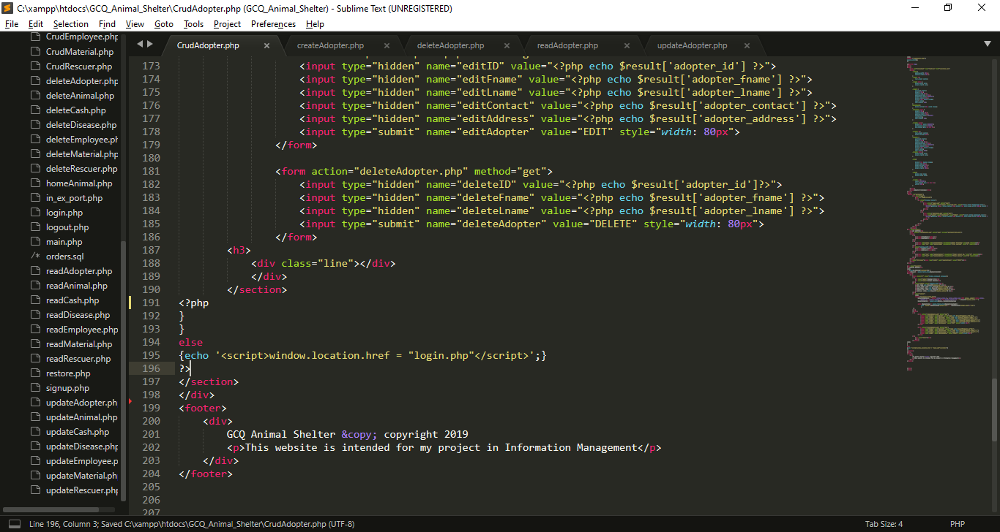 C:\xampp\htdocs\GCQ_Animal_Shelter\CrudAdopter.php (GCQ_Animal_Shelter) - Sublime Text (UNREGISTERED)
File Edit Selection Find View Goto Tools Project Preferences Help
CrudEmployee.php
CrudMaterial.php
CrudRescuer.php
deleteAdopter.php
deleteAnimal.php
deleteCash.php
deleteDisease.php
deleteEmployee.ph
deleteMaterial.php
deleteRescuer.php
homeAnimal.php
in_ex_port.php
login.php
logout.php
main.php
/* orders.sql
readAdopter.php
readAnimal.php
readCash.php
readDisease.php
readEmployee.php
readMaterial.php
readRescuer.php
restore.php
signup.php
updateAdopter.ph
updateAnimal.php
updateCash.php
updateDisease.php
updateEmployee.p
updateMaterial.ph
updateRescuer.php
CrudAdopter.php × createAdopter.php × deleteAdopter.php × readAdopter.php × updateAdopter.php ×
173 <input type="hidden" name="editID" value="<?php echo $result['adopter_id'] ?>">
174 <input type="hidden" name="editFname" value="<?php echo $result['adopter_fname'] ?>">
175 <input type="hidden" name="editLname" value="<?php echo $result['adopter_lname'] ?>">
176 <input type="hidden" name="editContact" value="<?php echo $result['adopter_contact'] ?>">
177 <input type="hidden" name="editAddress" value="<?php echo $result['adopter_address'] ?>">
178 <input type="submit" name="editAdopter" value="EDIT" style="width: 80px">
179 </form>
180
181 <form action="deleteAdopter.php" method="get">
182 <input type="hidden" name="deleteID" value="<?php echo $result['adopter_id']?>">
183 <input type="hidden" name="deleteFname" value="<?php echo $result['adopter_fname'] ?>">
184 <input type="hidden" name="deleteLname" value="<?php echo $result['adopter_lname'] ?>">
185 <input type="submit" name="deleteAdopter" value="DELETE" style="width: 80px">
186 </form>
187 <h3>
188 <div class="line"></div>
189 </div>
190 </section>
191 <?php
192 }
193 }
194 else
195 {echo '<script>window.location.href = "login.php"</script>';}
196 ?>
197 </section>
198 </div>
199 <footer>
200 <div>
201 GCQ Animal Shelter &copy; copyright 2019
202 <p>This website is intended for my project in Information Management</p>
203 </div>
204 </footer>
205
206
207
Line 196, Column 3; Saved C:\xampp\htdocs\GCQ_Animal_Shelter\CrudAdopter.php (UTF-8) Tab Size: 4 PHP